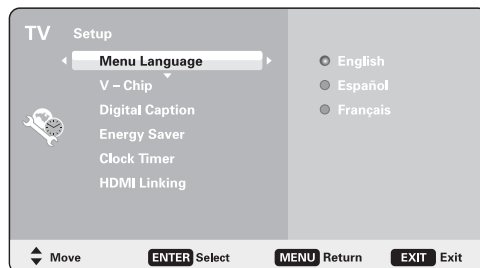 TV Setup
Menu Language
V – Chip
Digital Caption
Energy Saver
Clock Timer
HDMI Linking
English
Español
Français
Move ENTER Select MENU Return EXIT Exit